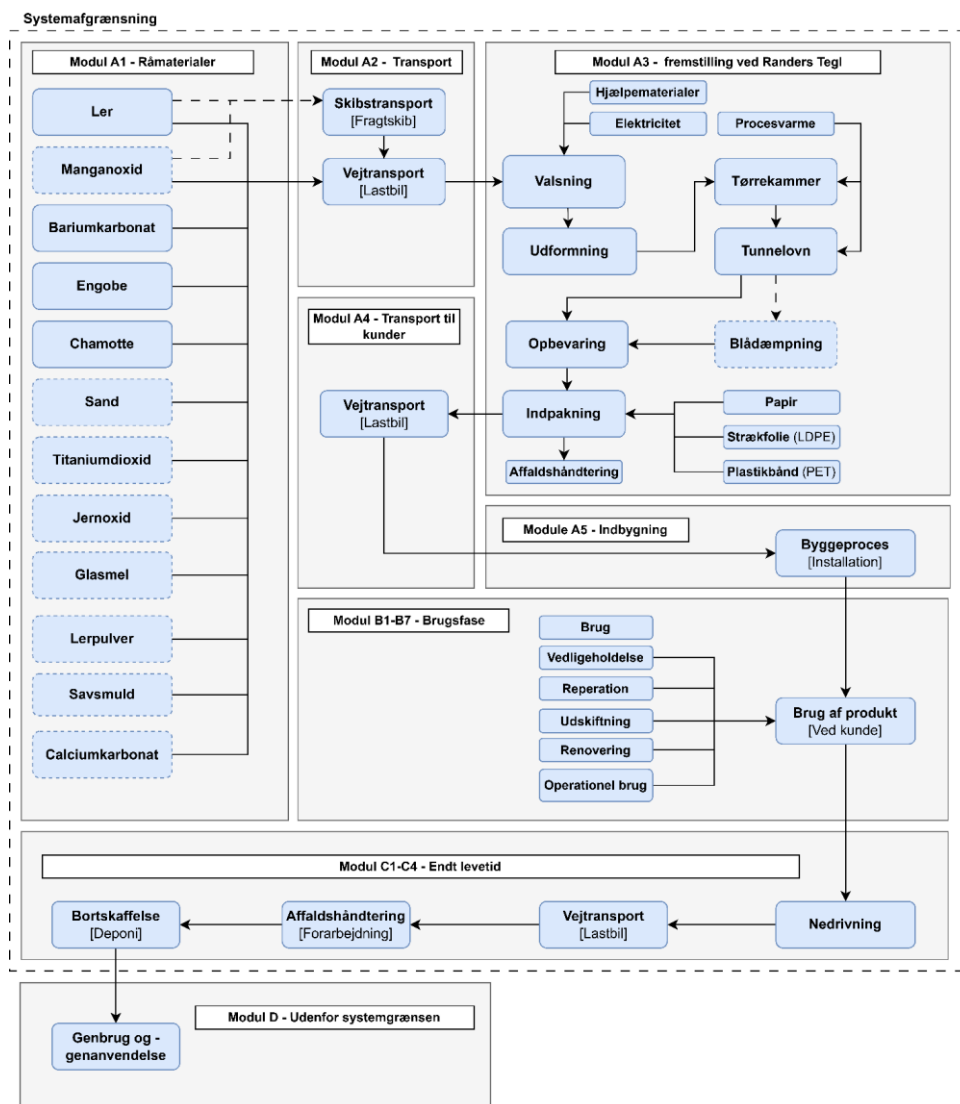 Systemafgrænsning
Modul A1 - Råmaterialer
Ler
Manganoxid
Bariumkarbonat
Engobe
Chamotte
Sand
Titaniumdioxid
Jernoxid
Glasmel
Lerpulver
Savsmuld
Calciumkarbonat
Modul A2 - Transport
Skibstransport
[Fragtskib]
Vejtransport
[Lastbil]
Modul A3 - fremstilling ved Randers Tegl
Hjælpematerialer
Elektricitet
Procesvarme
Valsning
Tørrekammer
Udformning
Tunnelovn
Opbevaring
Blådæmpning
Indpakning
Papir
Strækfolie (LDPE)
Plastikbånd (PET)
Affaldshåndtering
Modul A4 - Transport til
kunder
Vejtransport
[Lastbil]
Module A5 - Indbygning
Byggeproces
[Installation]
Modul B1-B7 - Brugsfase
Brug
Vedligeholdelse
Reperation
Udskiftning
Renovering
Operationel brug
Brug af produkt
[Ved kunde]
Modul C1-C4 - Endt levetid
Bortskaffelse
[Deponi]
Affaldshåndtering
[Forarbejdning]
Vejtransport
[Lastbil]
Nedrivning
Modul D - Udenfor systemgrænsen
Genbrug og -
genanvendelse